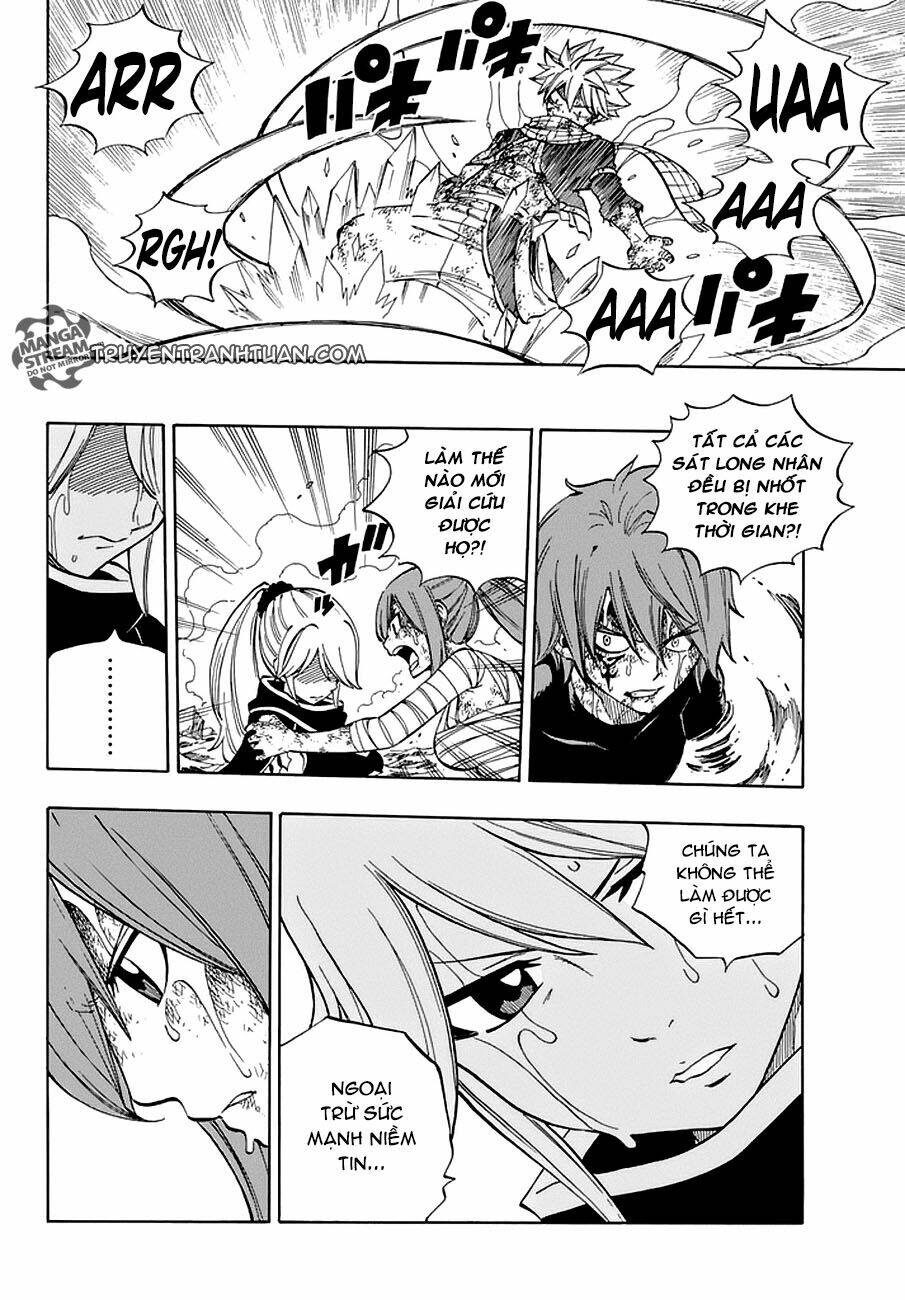 UAA
AAA
AAA
パキ
パキ
パキ
ARR
RGH!
MANGA
STREAM
DO NOT MIRROR
TRUYENTRANHTUAN.COM
TẤT CẢ CÁC
SÁT LONG NHÂN
ĐỀU BỊ NHỐT
TRONG KHE
THỜI GIAN?!
LÀM THẾ
NÀO MỚI
GIẢI CỨU
ĐƯỢC
HỌ?!
ガッ
..........
CHÚNG TA
KHÔNG THỂ
LÀM ĐƯỢC
GÌ HẾT...
NGOẠI
TRỪ SỨC
MẠNH NIỀM
TIN...